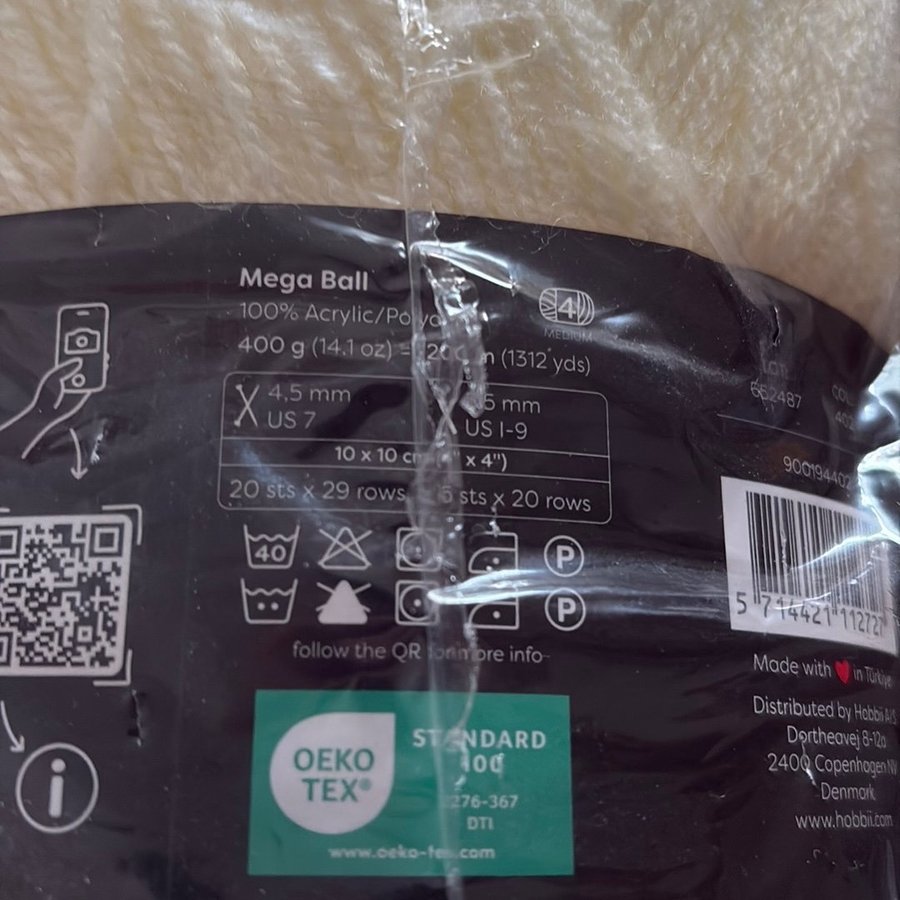 Mega Ball
100% Acrylic/
400 g (14.1 oz) = (1312 yds)
4
MEDIUM
4,5 mm
US 7
mm
US I-9
10 x 10 x 4")
20 sts x 29 rows
sts x 20 rows
40
P
P
follow the QR more info
OEKO
TEX®
STANDARD
276-367
DTI
www.oeko-tex.com
LOT
652487
5 714421 112727
Made with ❤ in Türkiye
Distributed by Hobbii A/S
Dortheavej 8-12a
2400 Copenhagen NV
Denmark
www.hobbii.com